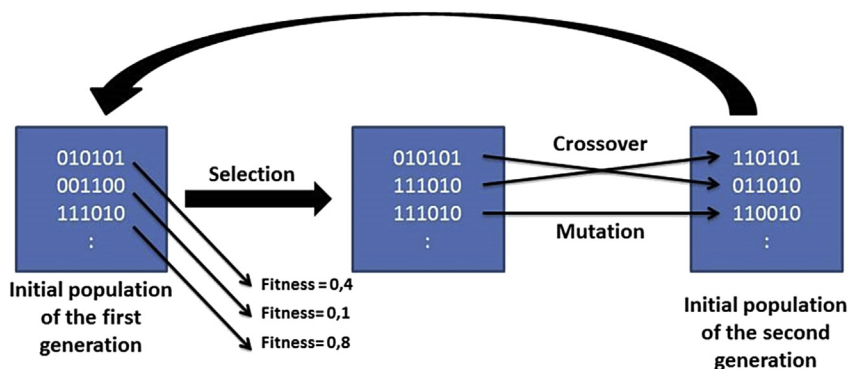 010101
001100
111010
:
Initial population
of the first
generation
Selection
Fitness = 0,4
Fitness = 0,1
Fitness= 0,8
010101
111010
111010
:
Crossover
Mutation
110101
011010
110010
:
Initial population
of the second
generation